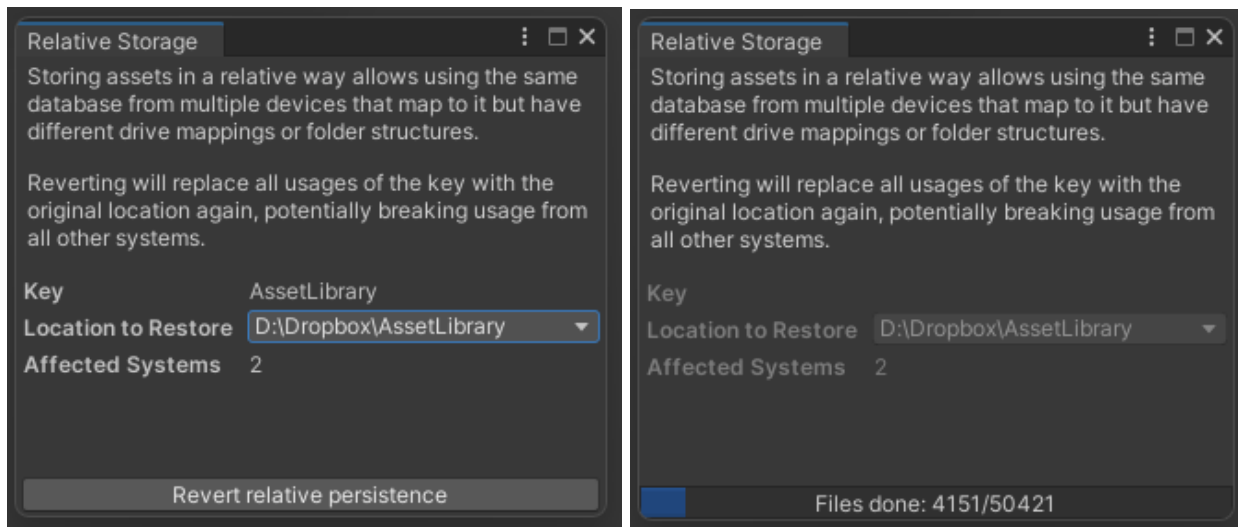 Relative Storage
Storing assets in a relative way allows using the same
database from multiple devices that map to it but have
different drive mappings or folder structures.
Reverting will replace all usages of the key with the
original location again, potentially breaking usage from
all other systems.
Key AssetLibrary
Location to Restore D:\Dropbox\AssetLibrary
Affected Systems 2
Revert relative persistence
Relative Storage
Storing assets in a relative way allows using the same
database from multiple devices that map to it but have
different drive mappings or folder structures.
Reverting will replace all usages of the key with the
original location again, potentially breaking usage from
all other systems.
Key
Location to Restore D:\Dropbox\AssetLibrary
Affected Systems 2
Files done: 4151/50421